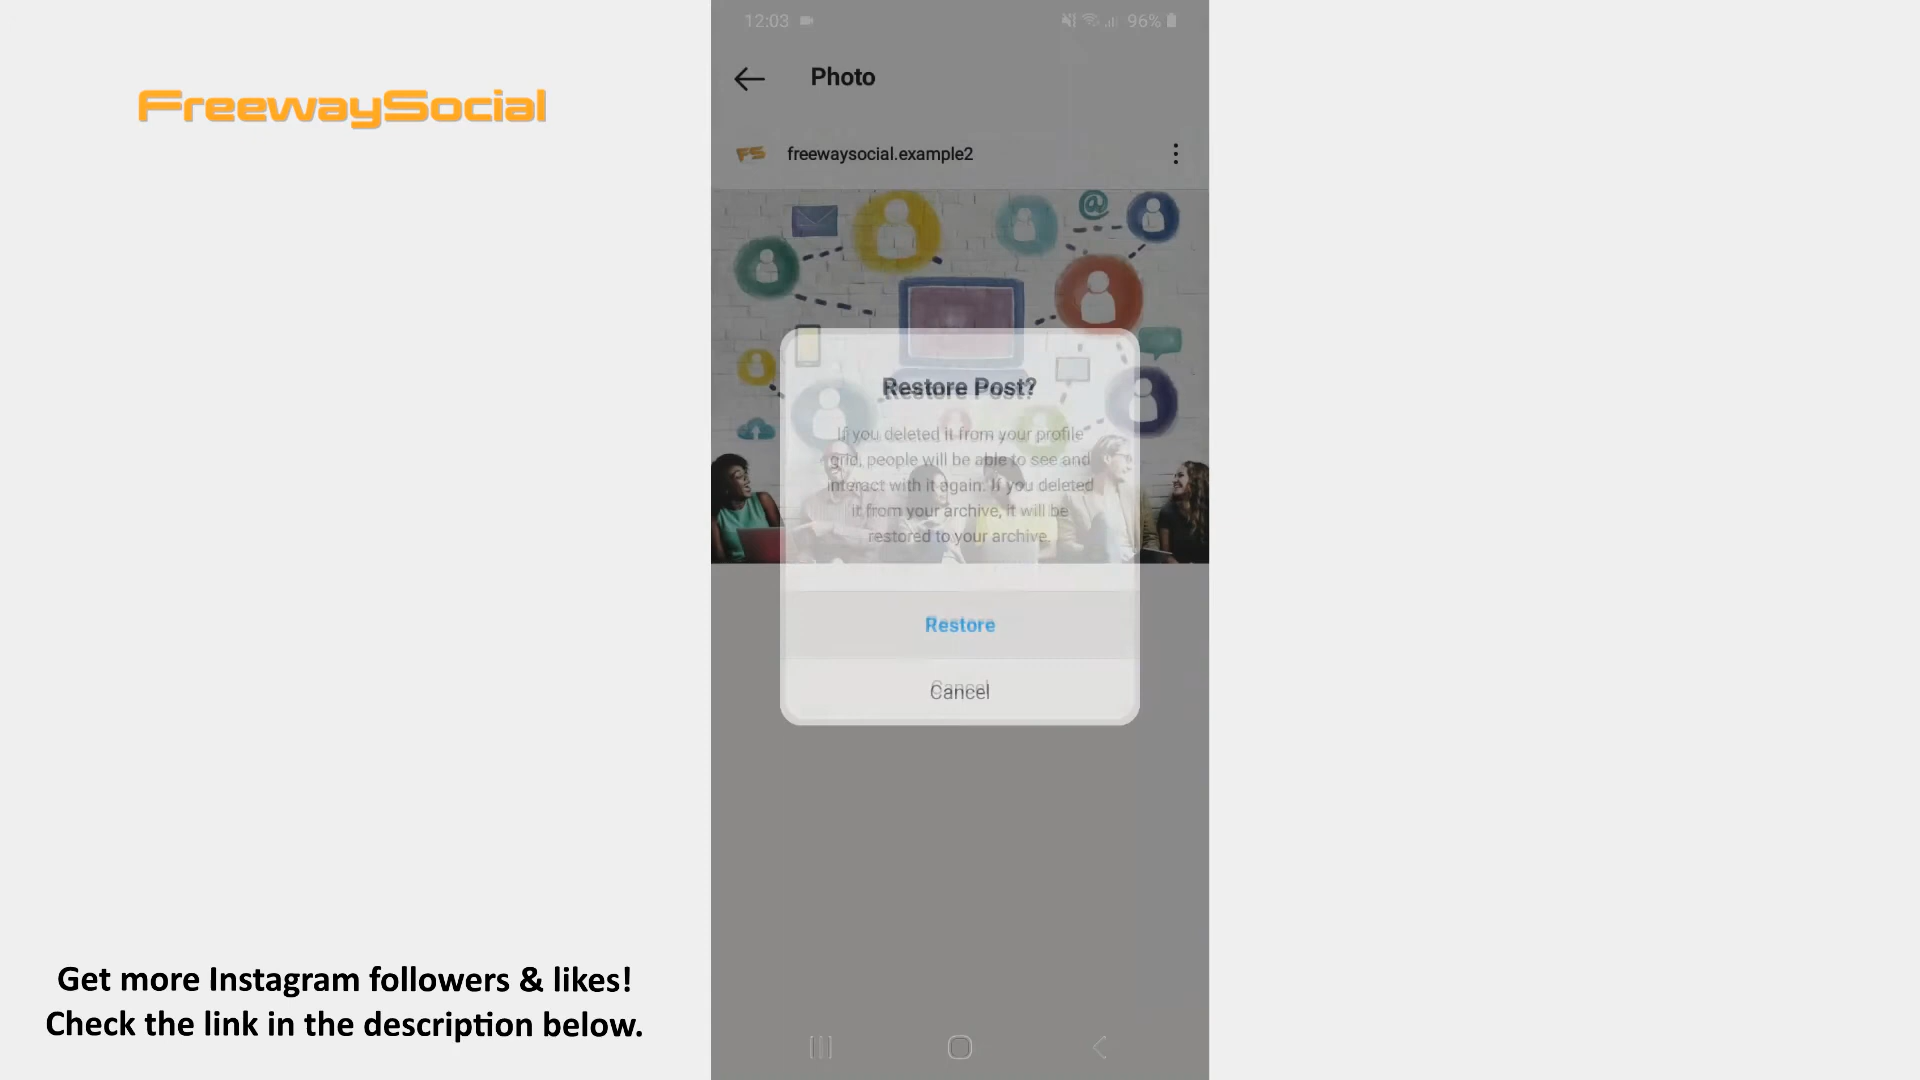 FreewaySocial
12:03
96%
Photo
FS
freewaysocial.example2
@
Restore Post?
If you deleted it from your profile
grid, people will be able to see and
interact with it again. If you deleted
it from your archive, it will be
restored to your archive.
Restore
Cancel
Get more Instagram followers & likes!
Check the link in the description below.